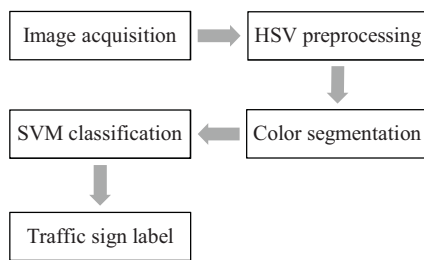 Image acquisition
HSV preprocessing
Color segmentation
SVM classification
Traffic sign label